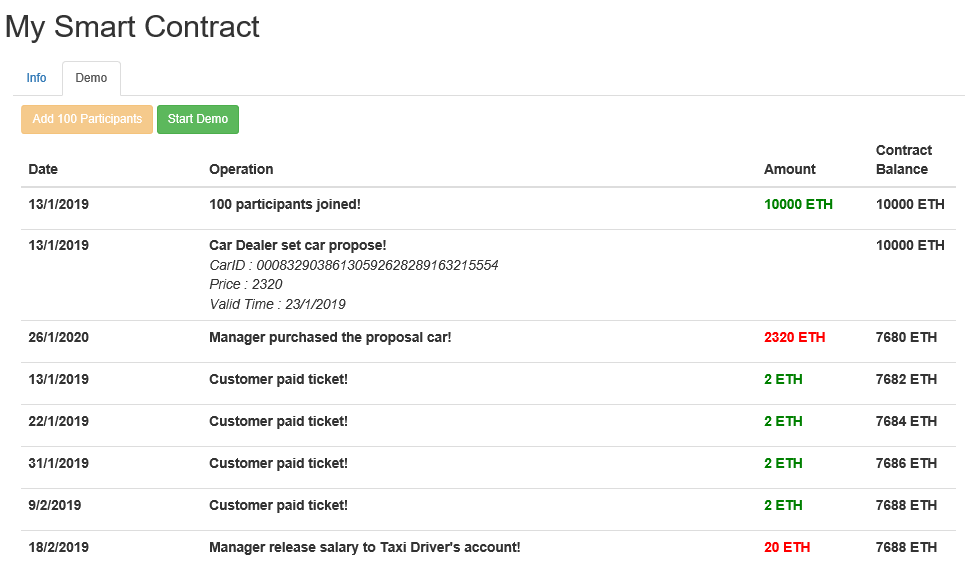 My Smart Contract
Info Demo
Add 100 Participants Start Demo
Date Operation Amount Contract Balance
13/1/2019 100 participants joined! 10000 ETH 10000 ETH
13/1/2019 Car Dealer set car propose! 10000 ETH
CarID : 00083290386130592628289163215554
Price : 2320
Valid Time : 23/1/2019
26/1/2020 Manager purchased the proposal car! 2320 ETH 7680 ETH
13/1/2019 Customer paid ticket! 2 ETH 7682 ETH
22/1/2019 Customer paid ticket! 2 ETH 7684 ETH
31/1/2019 Customer paid ticket! 2 ETH 7686 ETH
9/2/2019 Customer paid ticket! 2 ETH 7688 ETH
18/2/2019 Manager release salary to Taxi Driver's account! 20 ETH 7688 ETH